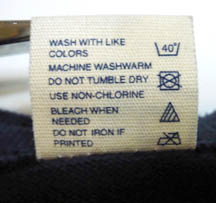 WASH WITH LIKE
COLORS
40°
MACHINE WASHWARM
DO NOT TUMBLE DRY
USE NON-CHLORINE
BLEACH WHEN
NEEDED
DO NOT IRON IF
PRINTED